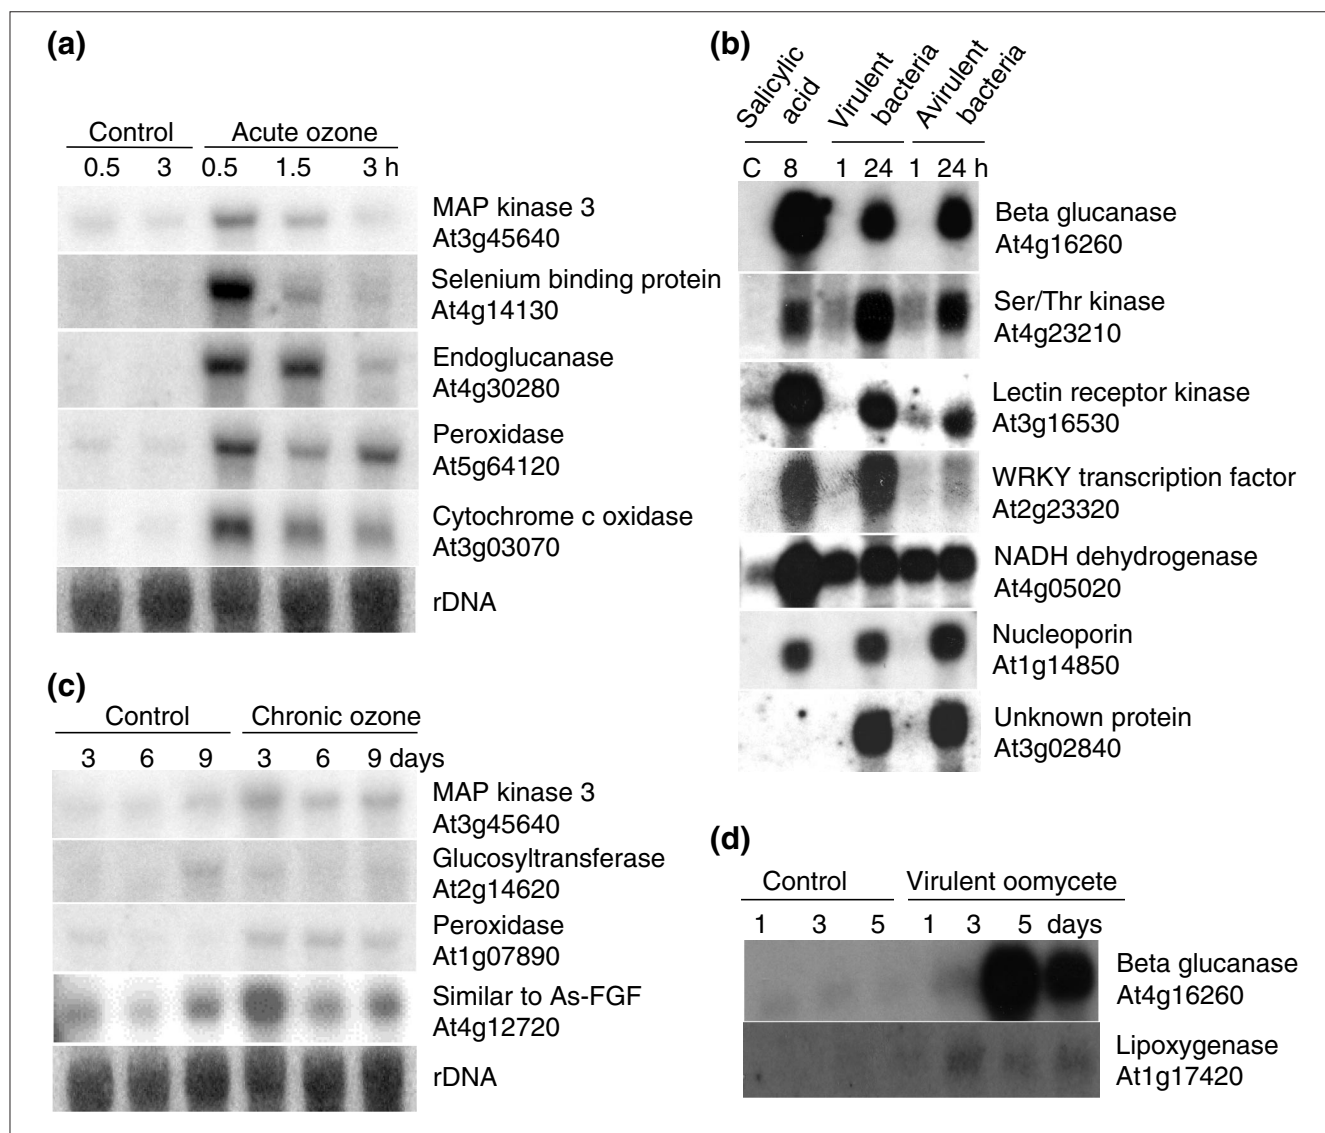 (a)
Control Acute ozone
0.5 3 0.5 1.5 3 h
MAP kinase 3
At3g45640
Selenium binding protein
At4g14130
Endoglucanase
At4g30280
Peroxidase
At5g64120
Cytochrome c oxidase
At3g03070
rDNA
(b)
Salicylic
acid
Virulent
bacteria
Avirulent
bacteria
C 8 1 24 1 24 h
Beta glucanase
At4g16260
Ser/Thr kinase
At4g23210
Lectin receptor kinase
At3g16530
WRKY transcription factor
At2g23320
NADH dehydrogenase
At4g05020
Nucleoporin
At1g14850
Unknown protein
At3g02840
(c)
Control Chronic ozone
3 6 9 3 6 9 days
MAP kinase 3
At3g45640
Glucosyltransferase
At2g14620
Peroxidase
At1g07890
Similar to As-FGF
At4g12720
rDNA
(d)
Control Virulent oomycete
1 3 5 1 3 5 days
Beta glucanase
At4g16260
Lipoxygenase
At1g17420